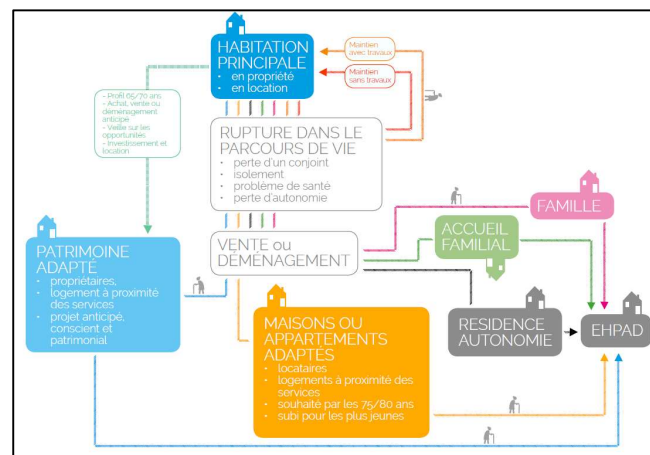 HABITATION
PRINCIPALE
• en propriété
• en location
Maintien
avec travaux
Maintien
sans travaux
- Profil 65/70 ans
- Achat, vente ou
déménagement
anticipé
- Veille sur les
opportunités
- Investissement et
location
RUPTURE DANS LE
PARCOURS DE VIE
• perte d'un conjoint
• isolement
• problème de santé
• perte d'autonomie
FAMILLE
ACCUEIL
FAMILIAL
VENTE ou
DÉMÉNAGEMENT
PATRIMOINE
ADAPTÉ
• propriétaires,
• logement à proximité
des services
• projet anticipé,
conscient et
patrimonial
MAISONS OU
APPARTEMENTS
ADAPTÉS
• locataires
• logements à proximité des
services
• souhaité par les 75/80 ans
• subi pour les plus jeunes
RESIDENCE
AUTONOMIE
EHPAD